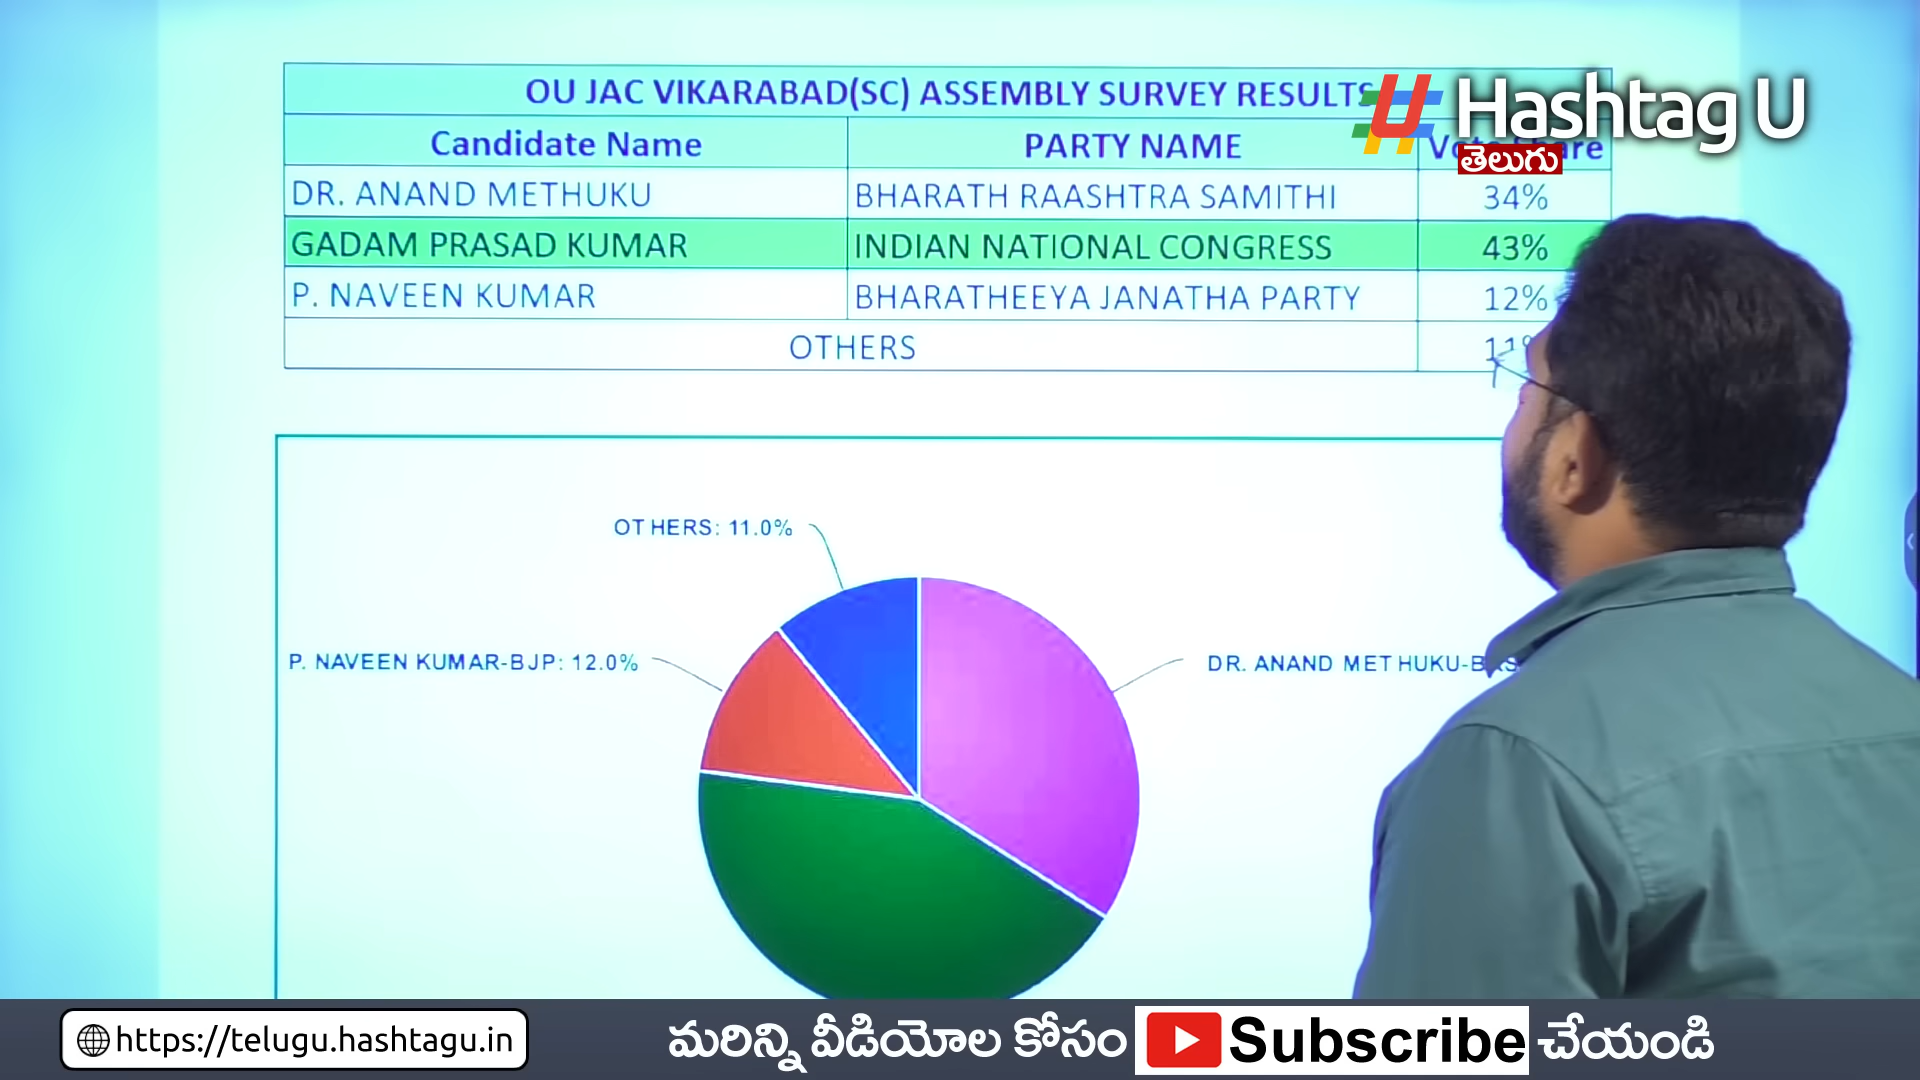 OU JAC VIKARABAD(SC) ASSEMBLY SURVEY RESULTS
Hashtag U
తెలుగు
Candidate Name PARTY NAME
DR. ANAND METHUKU BHARATH RAASHTRA SAMITHI 34%
GADAM PRASAD KUMAR INDIAN NATIONAL CONGRESS 43%
P. NAVEEN KUMAR BHARATHEEYA JANATHA PARTY 12%
OTHERS
OTHERS: 11.0%
P. NAVEEN KUMAR-BJP: 12.0% DR. ANAND METHUKU-BRS
https://telugu.hashtagu.in మరిన్ని వీడియోల కోసం Subscribe చేయండి